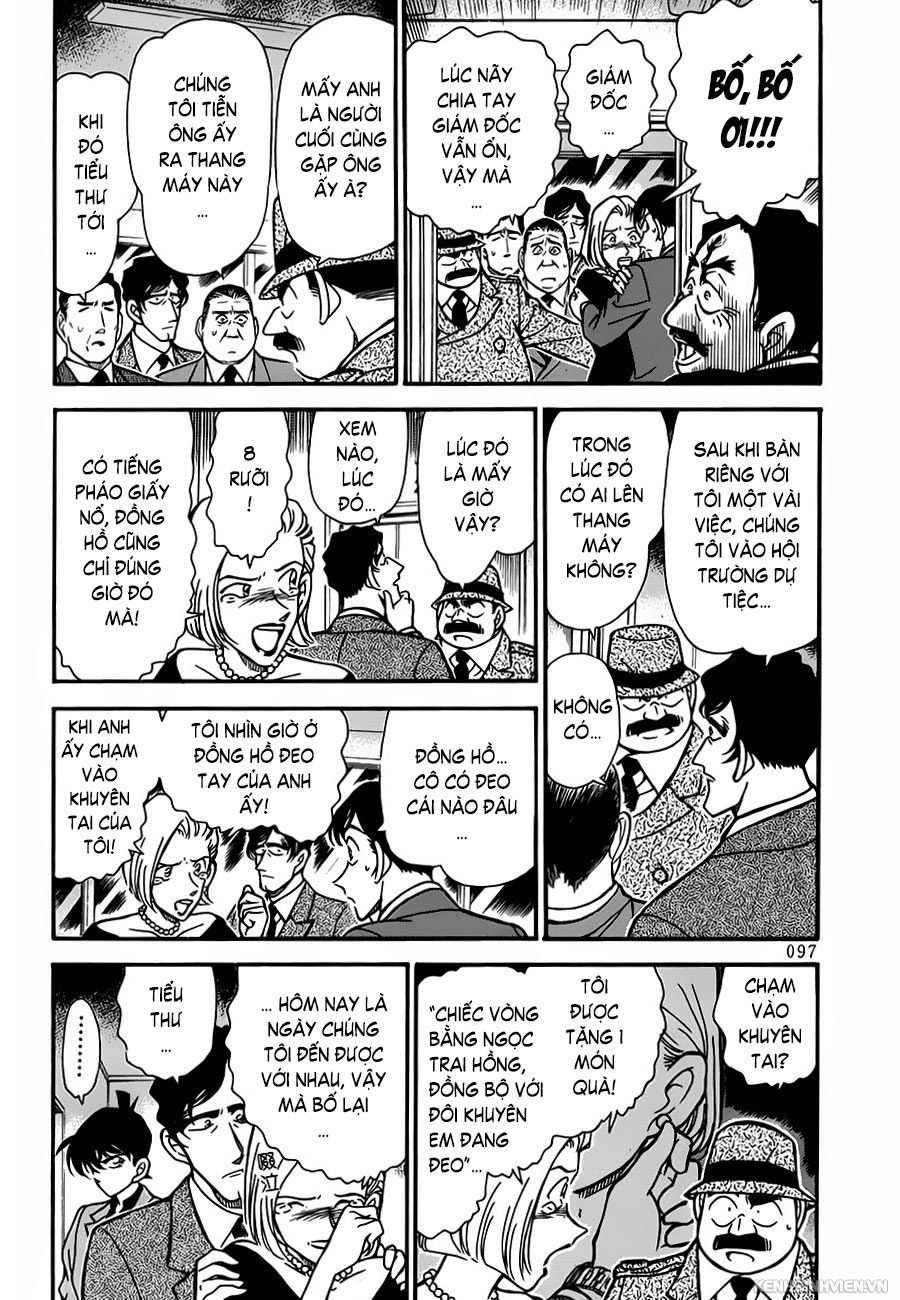 BỐ, BỐ
ƠI!!!
GIÁM
ĐỐC
...
LÚC NÃY
CHIA TAY
GIÁM ĐỐC
VẪN ỔN,
VẬY MÀ
...
MẤY ANH
LÀ NGƯỜI
CUỐI CÙNG
GẶP ÔNG
ẤY À?
CHÚNG
TÔI TIỄN
ÔNG ẤY
RA THANG
MÁY NÀY
...
KHI
ĐÓ
TIỂU
THƯ
TỚI
...
SAU KHI BÀN
RIÊNG VỚI
TÔI MỘT VÀI
VIỆC, CHÚNG
TÔI VÀO HỘI
TRƯỜNG DỰ
TIỆC...
TRONG
LÚC ĐÓ
CÓ AI LÊN
THANG
MÁY
KHÔNG?
KHÔNG
CÓ...
LÚC ĐÓ
LÀ MẤY
GIỜ
VẬY?
XEM
NÀO,
LÚC
ĐÓ...
8
RƯỠI
!
CÓ TIẾNG
PHÁO GIẤY
NỔ, ĐỒNG
HỒ CŨNG
CHỈ ĐÚNG
GIỜ ĐÓ
MÀ!
ĐỒNG HỒ...
CÔ CÓ ĐEO
CÁI NÀO ĐÂU
...
TÔI NHÌN GIỜ Ở
ĐỒNG HỒ ĐEO
TAY CỦA ANH
ẤY!
KHI ANH
ẤY CHẠM
VÀO
KHUYÊN
TAI CỦA
TÔI!
097
CHẠM
VÀO
KHUYÊN
TAI?
TÔI
ĐƯỢC
TẶNG 1
MÓN
QUÀ!
"CHIẾC VÒNG
BẰNG NGỌC
TRAI HỒNG,
ĐỒNG BỘ VỚI
ĐÔI KHUYÊN
EM ĐANG
ĐEO"...
... HÔM NAY LÀ
NGÀY CHÚNG
TÔI ĐẾN ĐƯỢC
VỚI NHAU, VẬY
MÀ BỐ LẠI
...
TIỂU
THƯ
...
.........
KENHSINHVIEN.VN